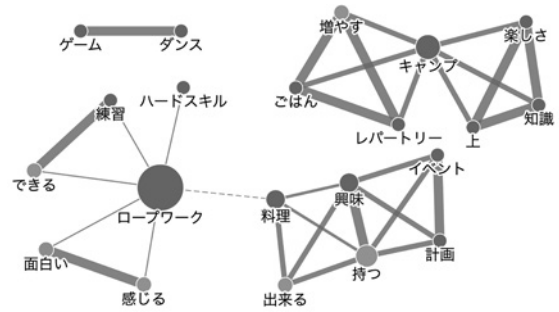 増やす
楽しさ
ゲーム
ダンス
キャンプ
ごはん
ハードスキル
練習
知識
レパートリー
上
イベント
できる
興味
ロープワーク
料理
計画
面白い
持つ
感じる
出来る